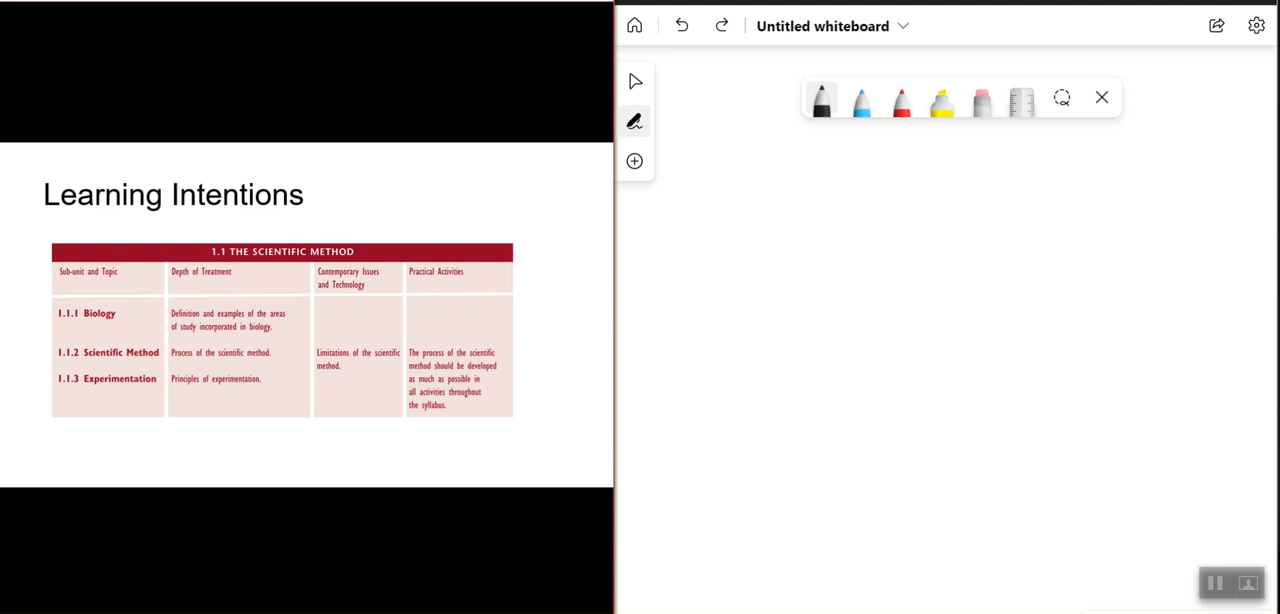 Untitled whiteboard
Learning Intentions
1.1 THE SCIENTIFIC METHOD
Sub-unit and Topic
Depth of Treatment
Contemporary Issues
and Technology
Practical Activities
1.1.1 Biology
Definition and examples of the areas
of study incorporated in biology.
1.1.2 Scientific Method
Process of the scientific method.
Limitations of the scientific
method.
The process of the scientific
method should be developed
as much as possible in
all activities throughout
the syllabus.
1.1.3 Experimentation
Principles of experimentation.